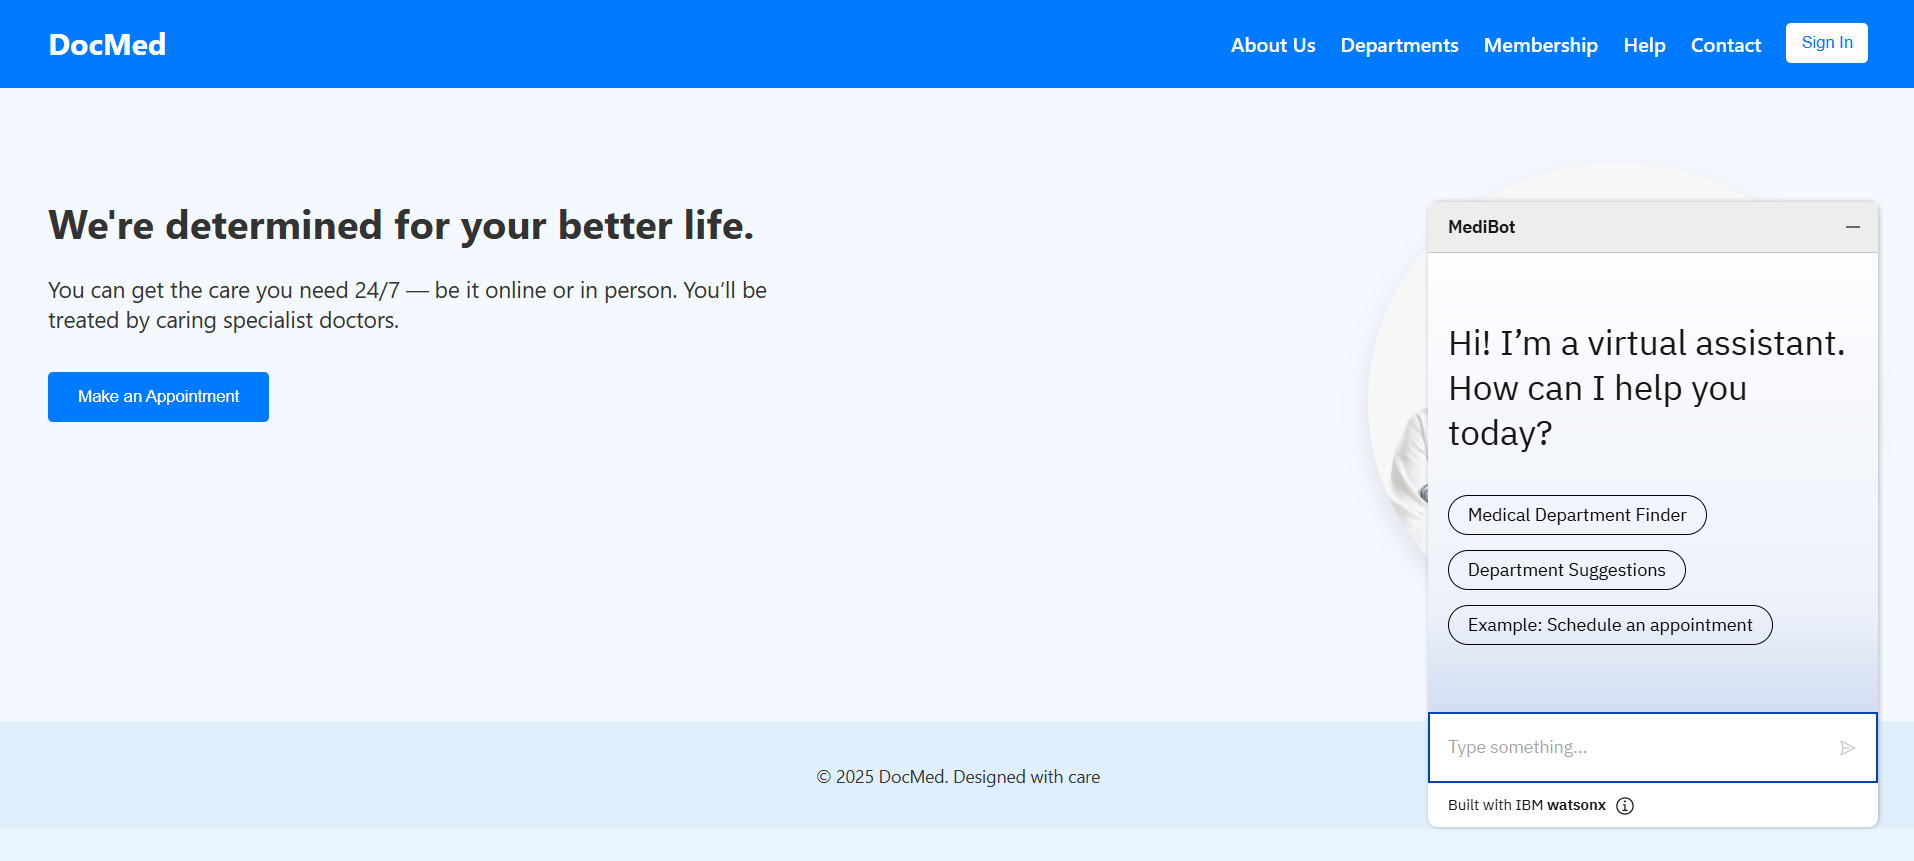 DocMed
About Us
Departments
Membership
Help
Contact
Sign In
We're determined for your better life.
You can get the care you need 24/7 — be it online or in person. You’ll be
treated by caring specialist doctors.
Make an Appointment
MediBot
Hi! I’m a virtual assistant.
How can I help you
today?
Medical Department Finder
Department Suggestions
Example: Schedule an appointment
Type something...
Built with IBM watsonx
© 2025 DocMed. Designed with care